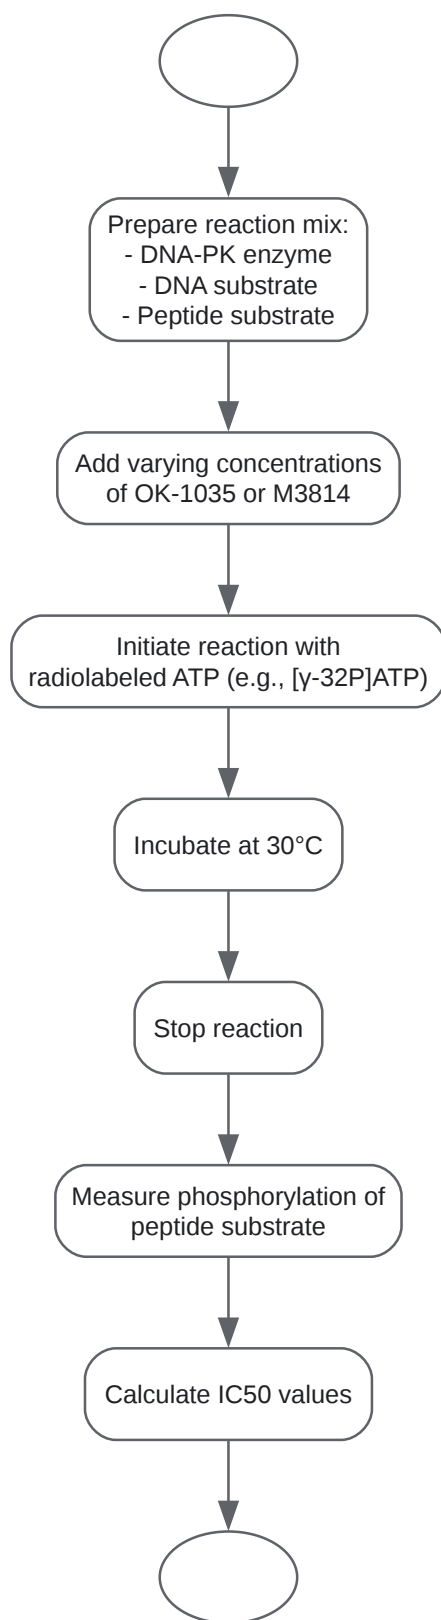 Prepare reaction mix:
- DNA-PK enzyme
- DNA substrate
- Peptide substrate
Add varying concentrations
of OK-1035 or M3814
Initiate reaction with
radiolabeled ATP (e.g., [γ-32P]ATP)
Incubate at 30°C
Stop reaction
Measure phosphorylation of
peptide substrate
Calculate IC50 values